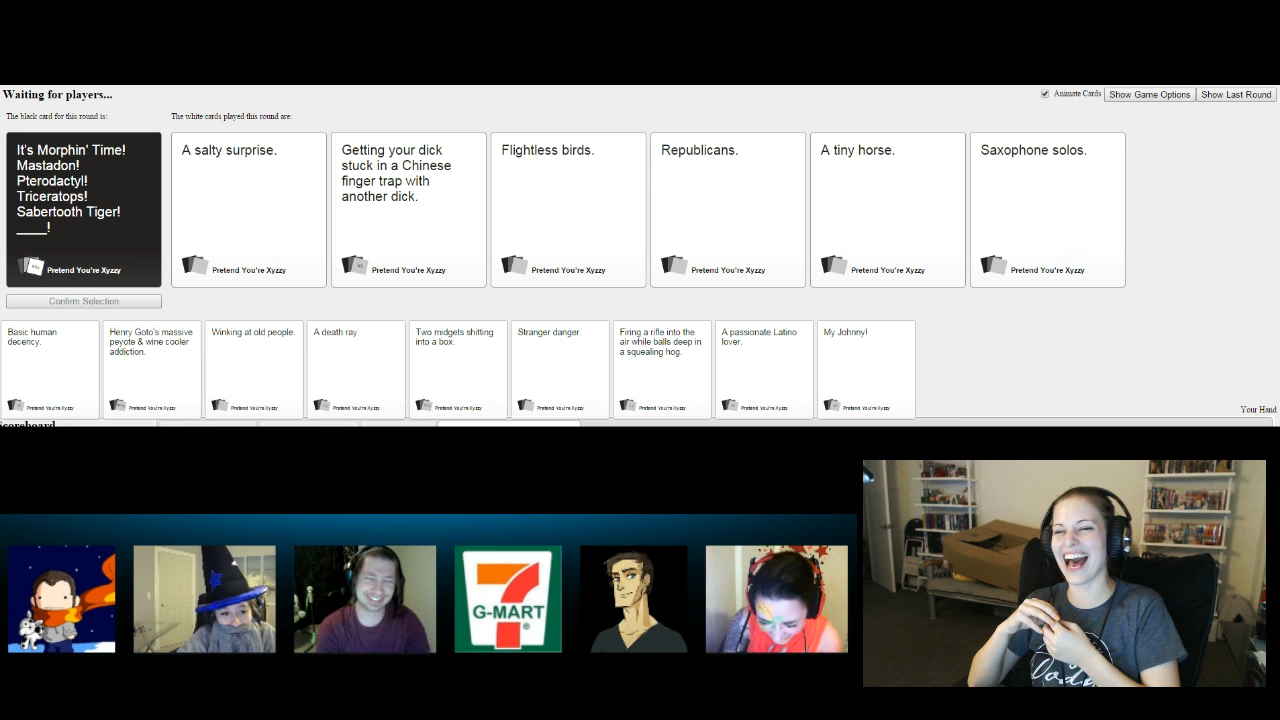 Waiting for players...
Animate Cards
Show Game Options
Show Last Round
The black card for this round is:
The white cards played this round are:
It's Morphin' Time!
Mastadon!
Pterodactyl!
Triceratops!
Sabertooth Tiger!
____!
Pretend You're Xyzzy
A salty surprise.
Pretend You're Xyzzy
Getting your dick
stuck in a Chinese
finger trap with
another dick.
Pretend You're Xyzzy
Flightless birds.
Pretend You're Xyzzy
Republicans.
Pretend You're Xyzzy
A tiny horse.
Pretend You're Xyzzy
Saxophone solos.
Pretend You're Xyzzy
Confirm Selection
Basic human
decency.
Pretend You're Xyzzy
Henry Goto's massive
peyote & wine cooler
addiction.
Pretend You're Xyzzy
Winking at old people.
Pretend You're Xyzzy
A death ray.
Pretend You're Xyzzy
Two midgets shitting
into a box.
Pretend You're Xyzzy
Stranger danger.
Pretend You're Xyzzy
Firing a rifle into the
air while balls deep in
a squealing hog.
Pretend You're Xyzzy
A passionate Latino
lover.
Pretend You're Xyzzy
My Johnny!
Pretend You're Xyzzy
Your Hand
G-MART